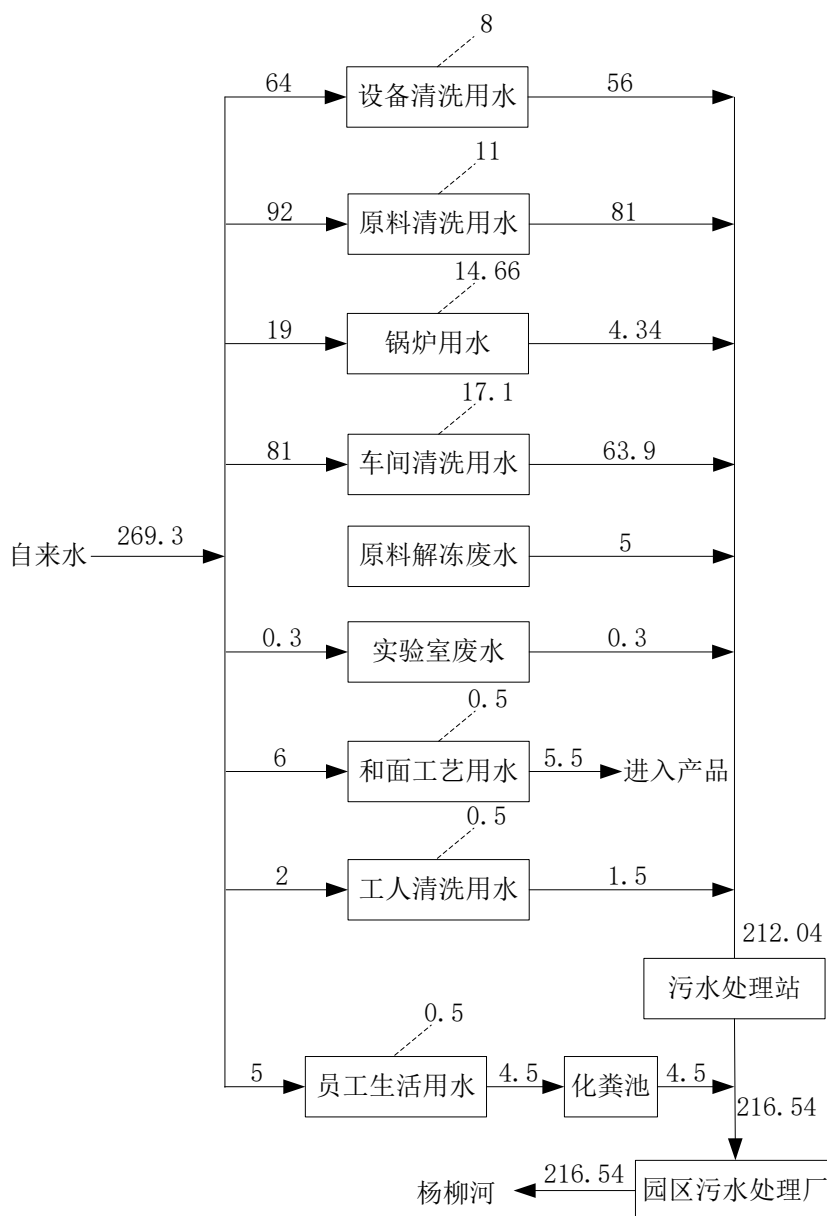 8
64
设备清洗用水
56
11
92
原料清洗用水
81
14.66
19
锅炉用水
4.34
17.1
81
车间清洗用水
63.9
自来水
269.3
原料解冻废水
5
0.3
实验室废水
0.3
0.5
6
和面工艺用水
5.5
进入产品
0.5
2
工人清洗用水
1.5
212.04
污水处理站
0.5
5
员工生活用水
4.5
化粪池
4.5
216.54
杨柳河
216.54
园区污水处理厂